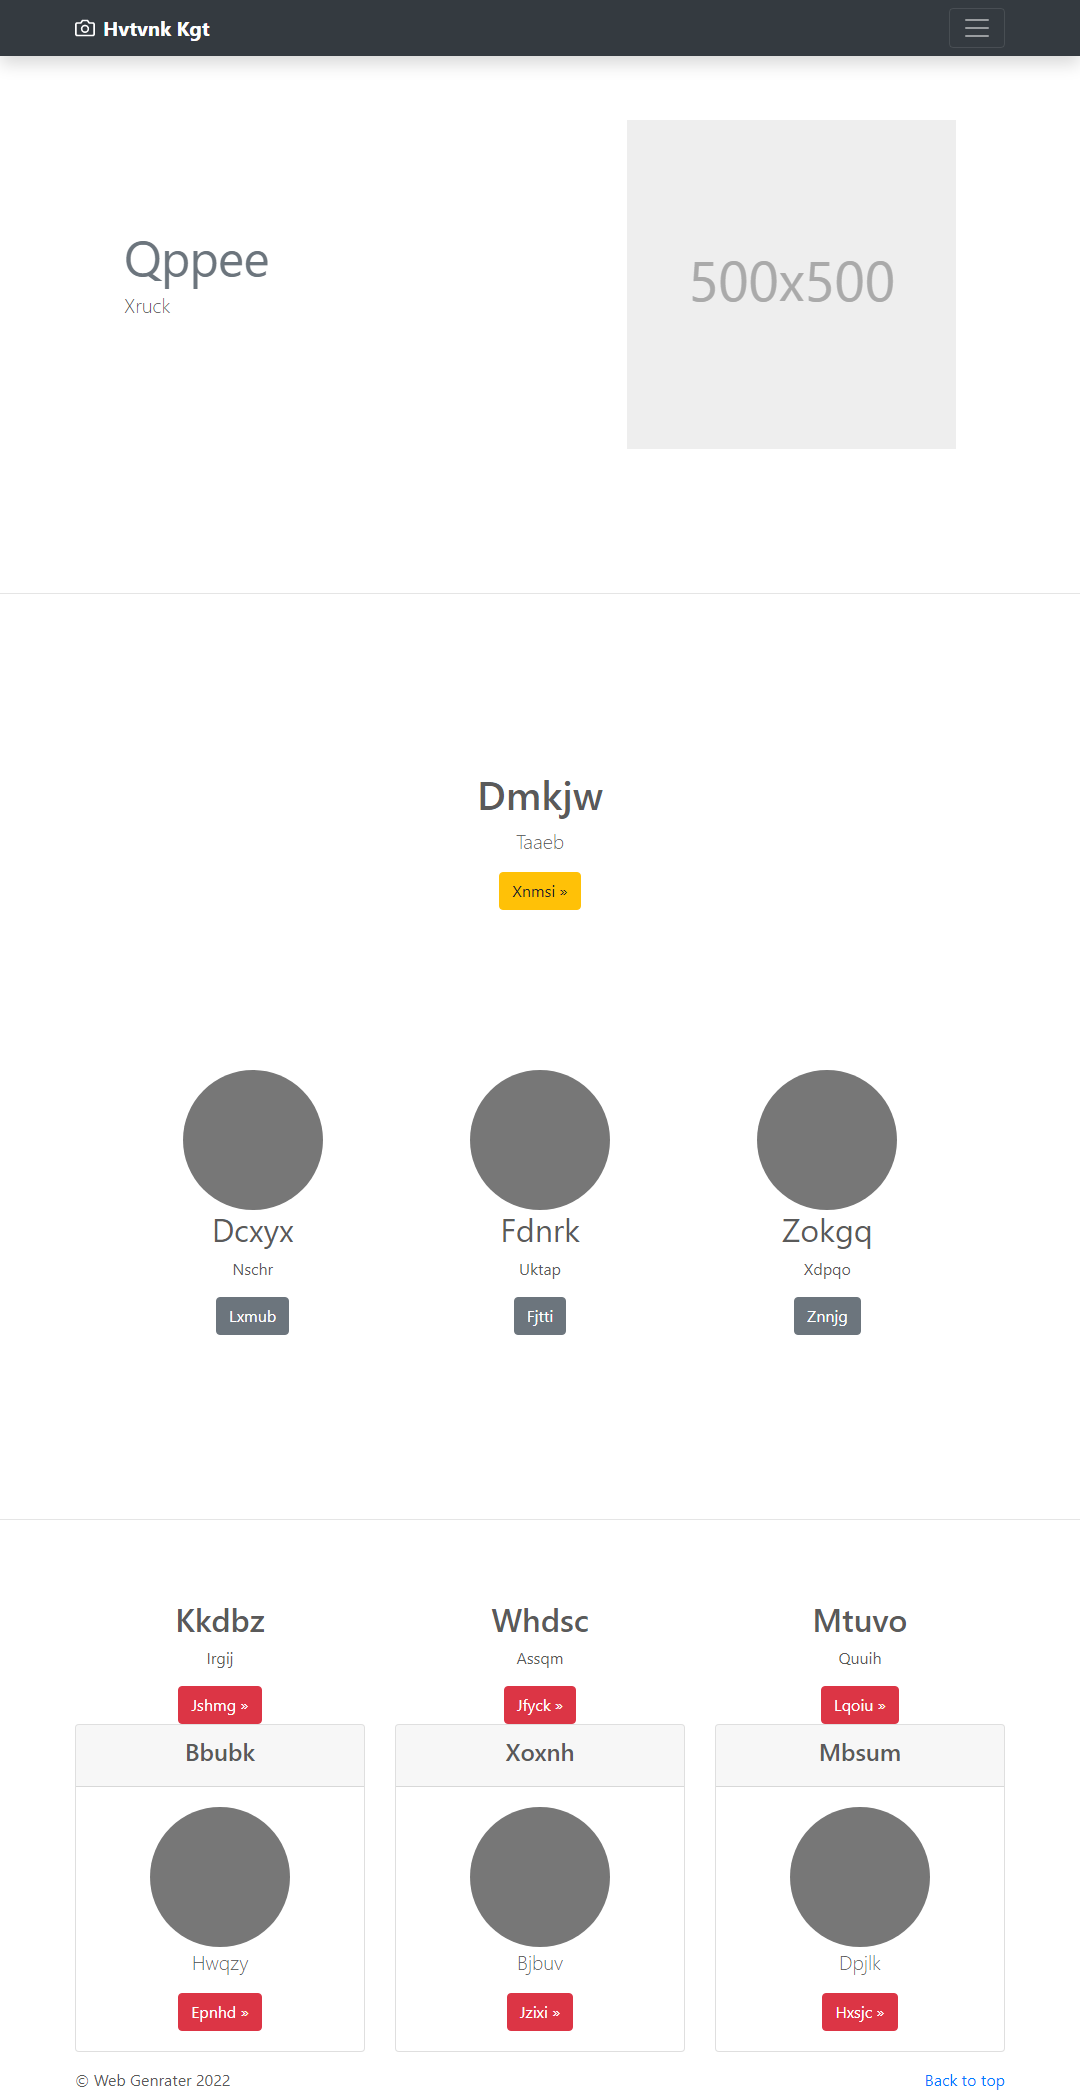 Hvtvnk Kgt
Qppee
Xruck
500x500
Dmkjw
Taaeb
Xnmsi »
Dcxyx
Nschr
Lxmub
Fdnrk
Uktap
Fjtti
Zokgq
Xdpqo
Znnjg
Kkdbz
Irgij
Jshmg »
Whdsc
Assqm
Jfyck »
Mtuvo
Quuih
Lqoiu »
Bbubk
Hwqzy
Epnhd »
Xoxnh
Bjbuv
Jzixi »
Mbsum
Dpjlk
Hxsjc »
© Web Genrater 2022
Back to top